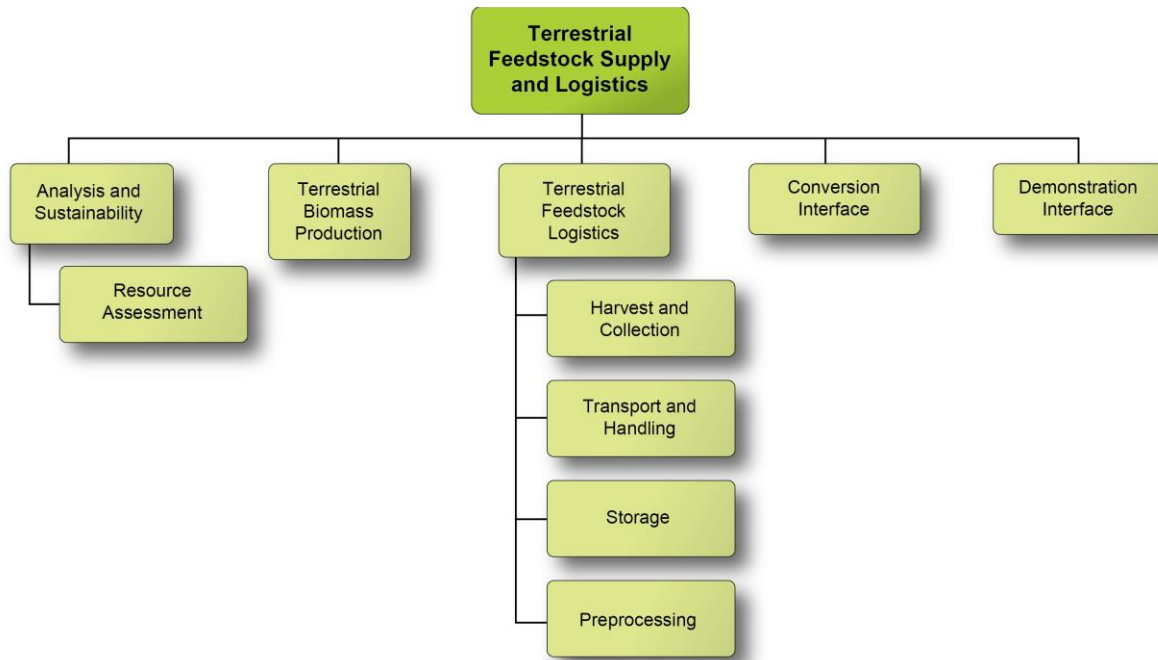 Terrestrial
Feedstock Supply
and Logistics
Analysis and
Sustainability
Terrestrial
Biomass
Production
Terrestrial
Feedstock
Logistics
Conversion
Interface
Demonstration
Interface
Resource
Assessment
Harvest and
Collection
Transport and
Handling
Storage
Preprocessing